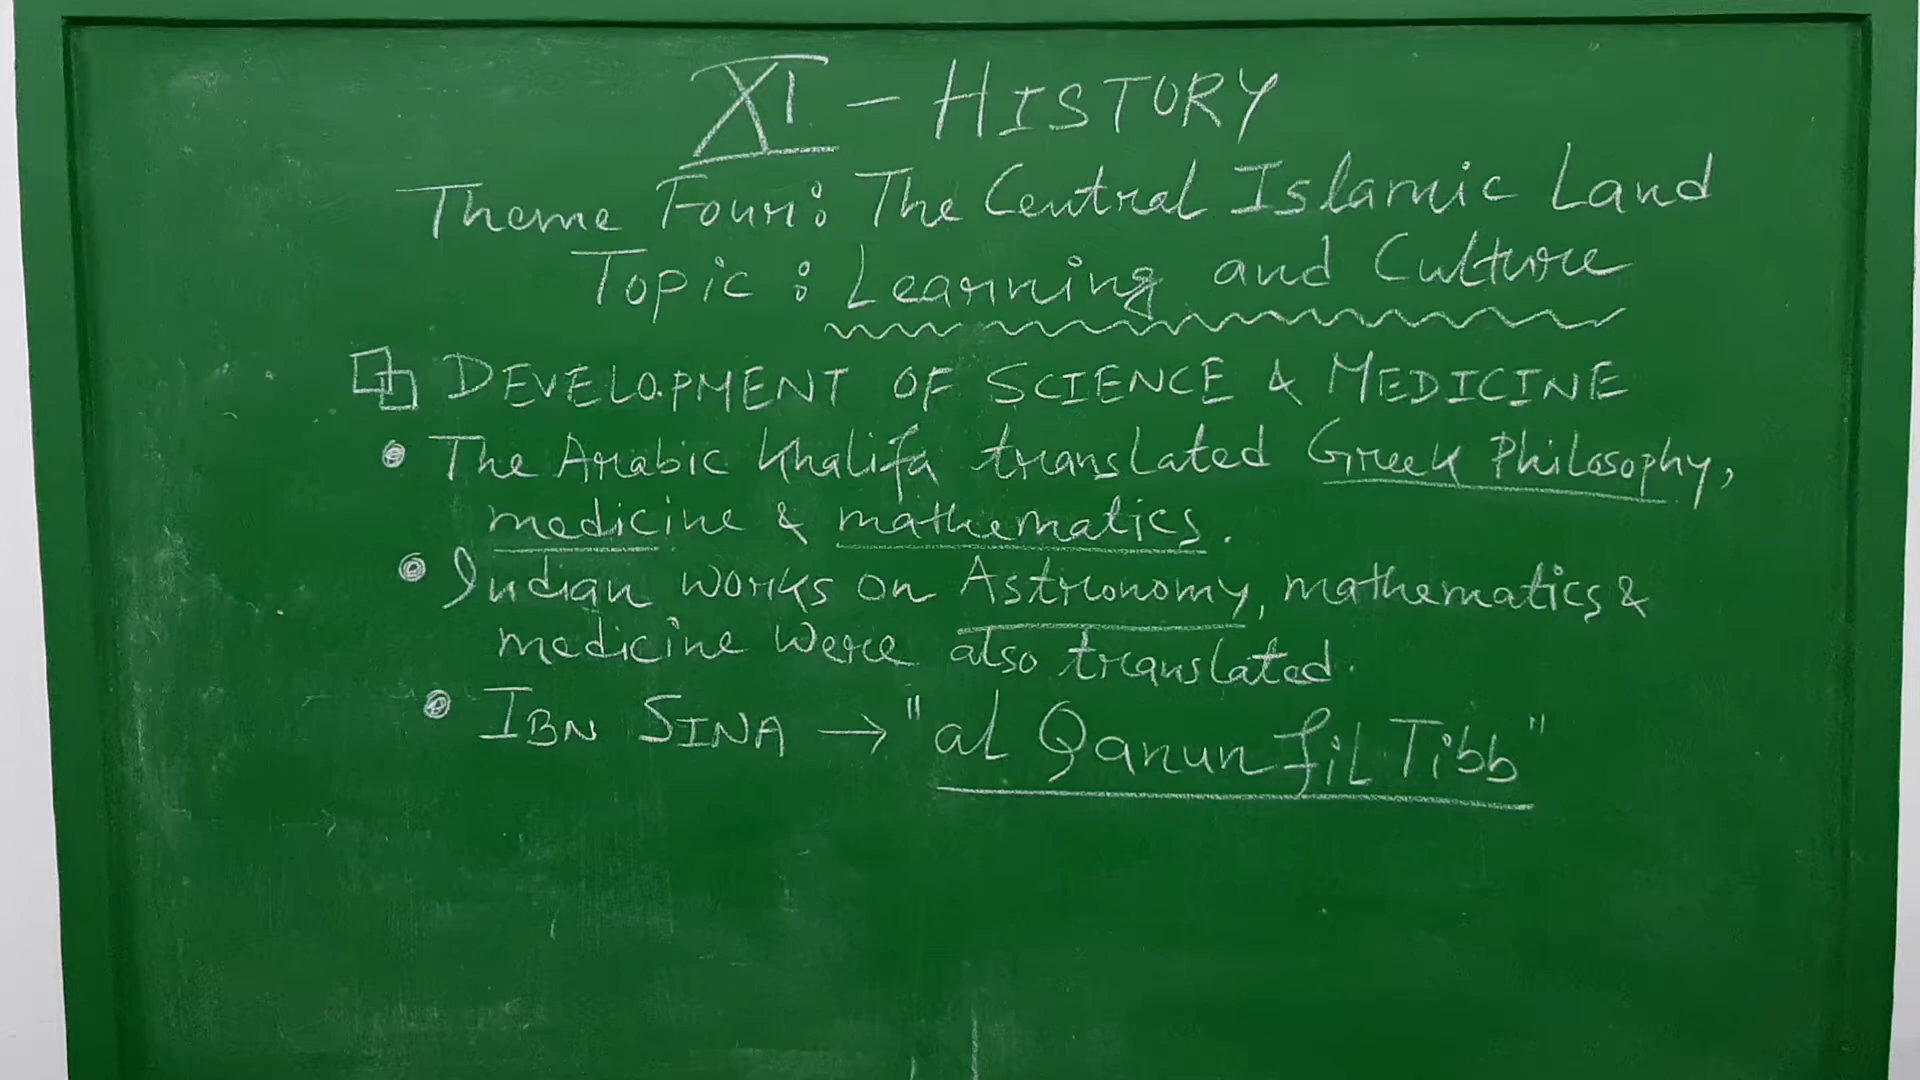 XI - HISTORY
Theme Four: The Central Islamic Land
Topic : Learning and Culture
DEVELOPMENT OF SCIENCE & MEDICINE
• The Arabic Khalifa translated Greek Philosophy,
medicine & mathematics.
• Indian works on Astronomy, mathematics &
medicine were also translated.
• IBN SINA → "al Qanun fil Tibb"